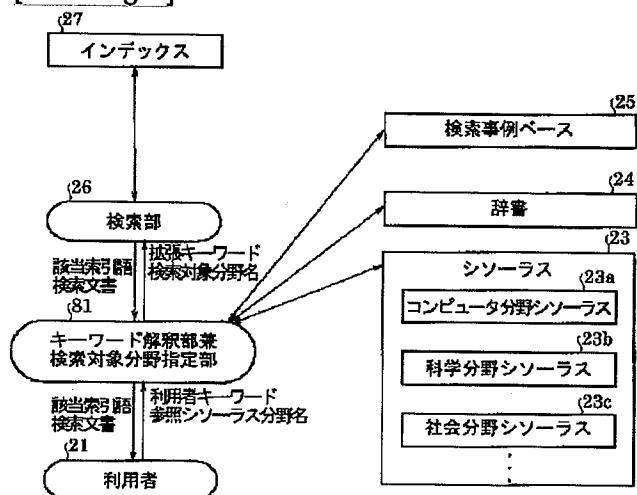 27
インデックス
25
検索事例ベース
24
辞書
26
検索部
23
シソーラス
23a
コンピュータ分野シソーラス
23b
科学分野シソーラス
23c
社会分野シソーラス
該当索引語
検索文書
拡張キーワード
検索対象分野名
81
キーワード解釈部兼
検索対象分野指定部
該当索引語
検索文書
利用者キーワード
参照シソーラス分野名
21
利用者